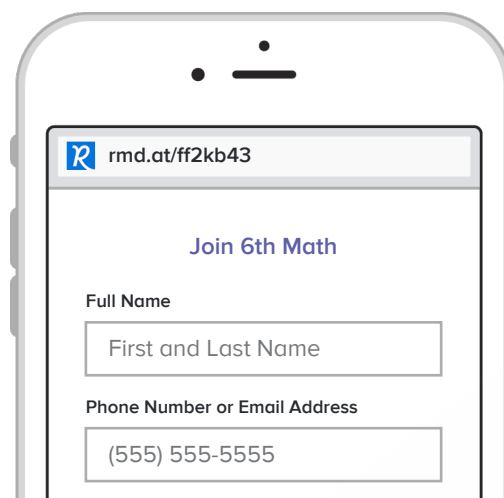 rmd.at/ff2kb43
Join 6th Math
Full Name
First and Last Name
Phone Number or Email Address
(555) 555-5555